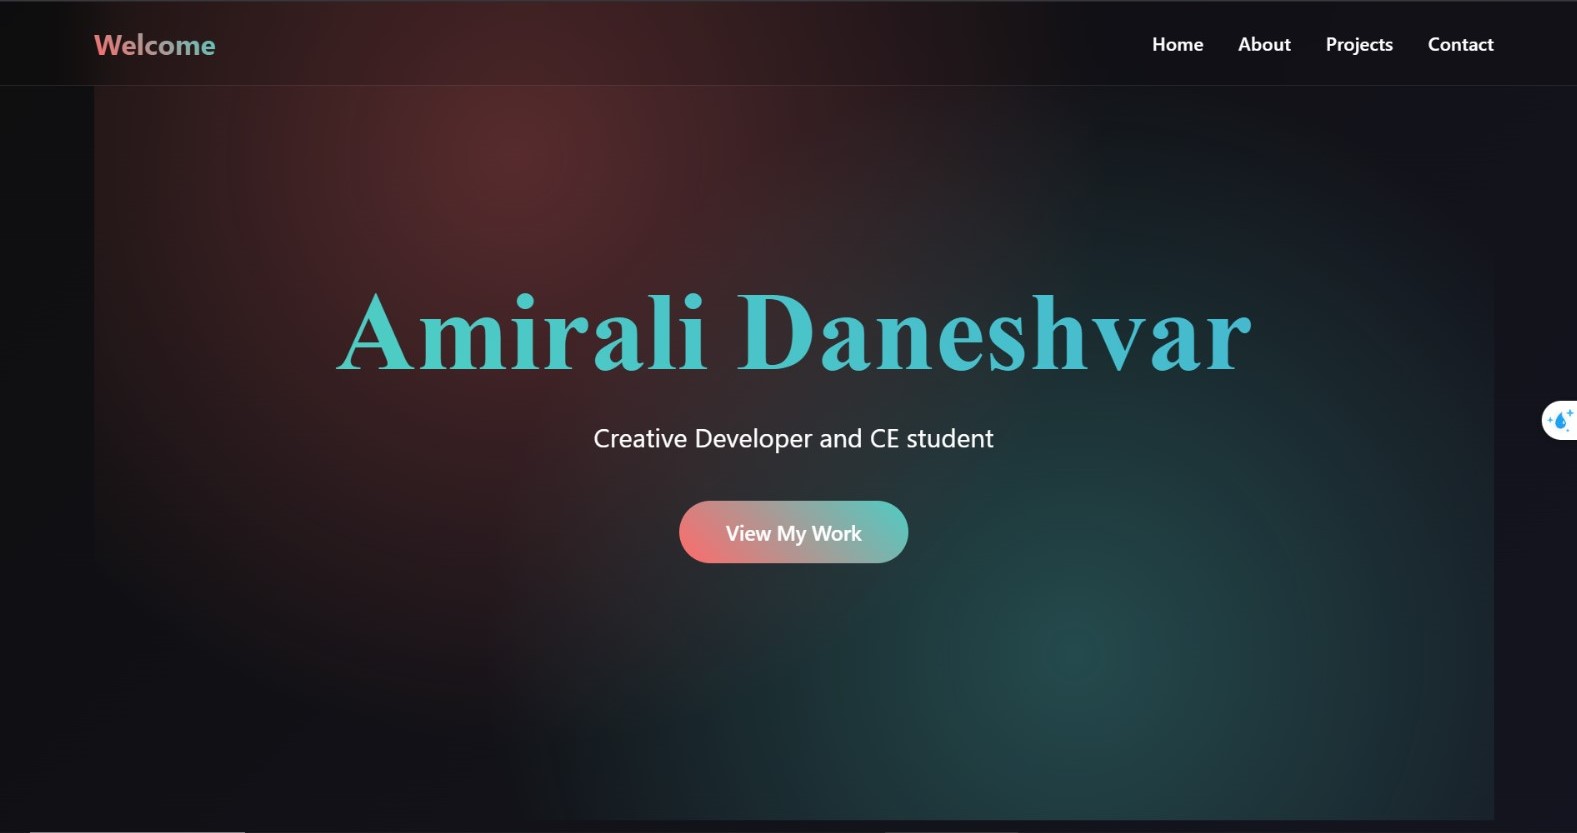 Welcome
Home About Projects Contact
Amirali Daneshvar
Creative Developer and CE student
View My Work